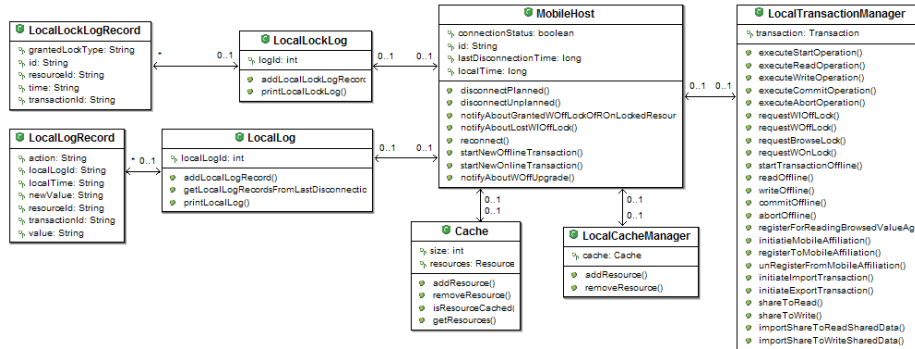 LocalLockLogRecord
grantedLockType: String
id: String
resourceId: String
time: String
transactionId: String
*
0..1
LocalLockLog
logId: int
addLocalLockLogRecord
printLocalLockLog()
0..1
0..1
MobileHost
connectionStatus: boolean
id: String
lastDisconnectionTime: long
localTime: long
disconnectPlanned()
disconnectUnplanned()
notifyAboutGrantedWOffLockOfROnLockedResour
notifyAboutLostWIOffLock()
reconnect()
startNewOfflineTransaction()
startNewOnlineTransaction()
notifyAboutWOffUpgrade()
0..1
0..1
LocalTransactionManager
transaction: Transaction
executeStartOperation()
executeReadOperation()
executeWriteOperation()
executeCommitOperation()
executeAbortOperation()
requestWIOffLock()
requestWOffLock()
requestBrowseLock()
requestWOnLock()
startTransactionOffline()
readOffline()
writeOffline()
commitOffline()
abortOffline()
registerForReadingBrowsedValueAg
initiatieMobileAffiliation()
registerToMobileAffiliation()
unRegisterFromMobileAffiliation()
initiateImportTransaction()
initiateExportTransaction()
shareToRead()
shareToWrite()
importShareToReadSharedData()
importShareToWriteSharedData()
LocalLogRecord
action: String
localLogId: String
localTime: String
newValue: String
resourceId: String
transactionId: String
value: String
*
0..1
LocalLog
localLogId: int
addLocalLogRecord()
getLocalLogRecordsFromLastDisconnectic
printLocalLog()
0..1
0..1
0..1
0..1
Cache
size: int
resources: Resource
addResource()
removeResource()
isResourceCached(
getResources()
0..1
0..1
LocalCacheManager
cache: Cache
addResource()
removeResource()